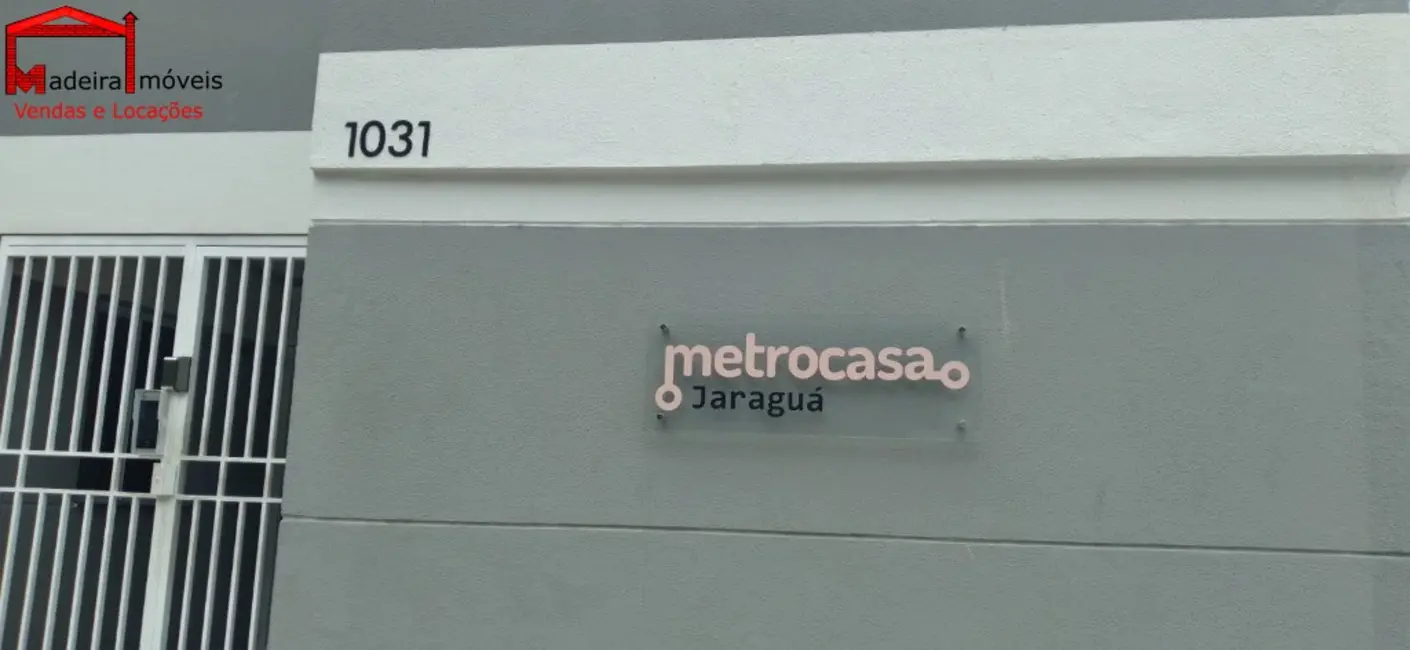 Madeira Imóveis
Vendas e Locações
1031
metrocasa
Jaraguá